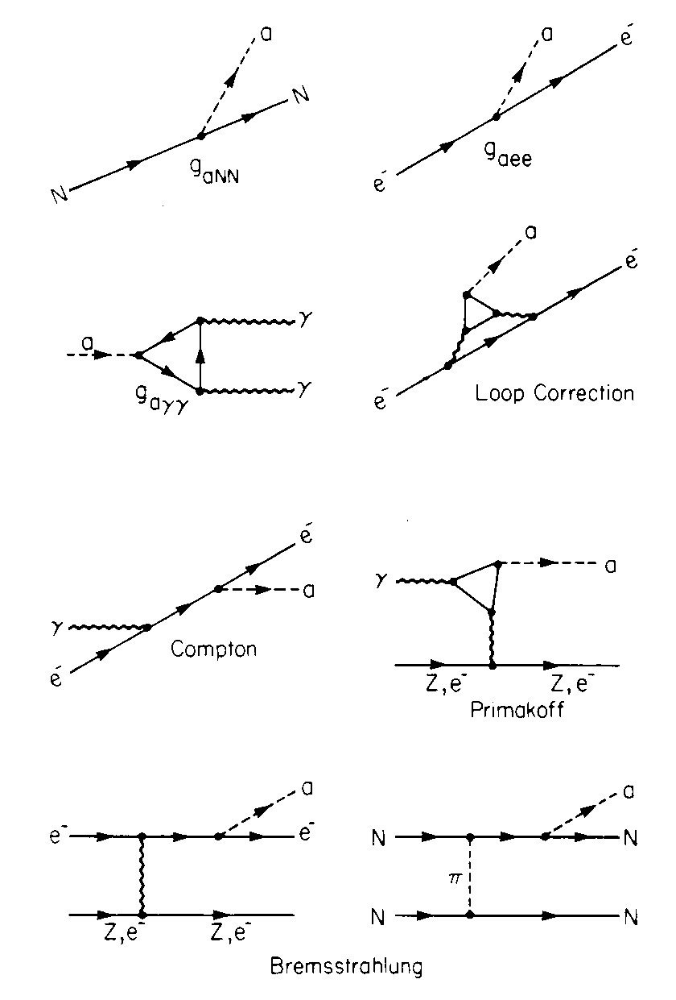 a
N
N
g_aNN
a
e⁻
e⁻
g_aee
a
γ
γ
g_aγγ
a
e⁻
e⁻
Loop Correction
e⁻
a
γ
e⁻
Compton
γ
a
Z,e⁻ Z,e⁻
Primakoff
a
e⁻ e⁻
Z,e⁻ Z,e⁻
a
N N
π
N N
Bremsstrahlung